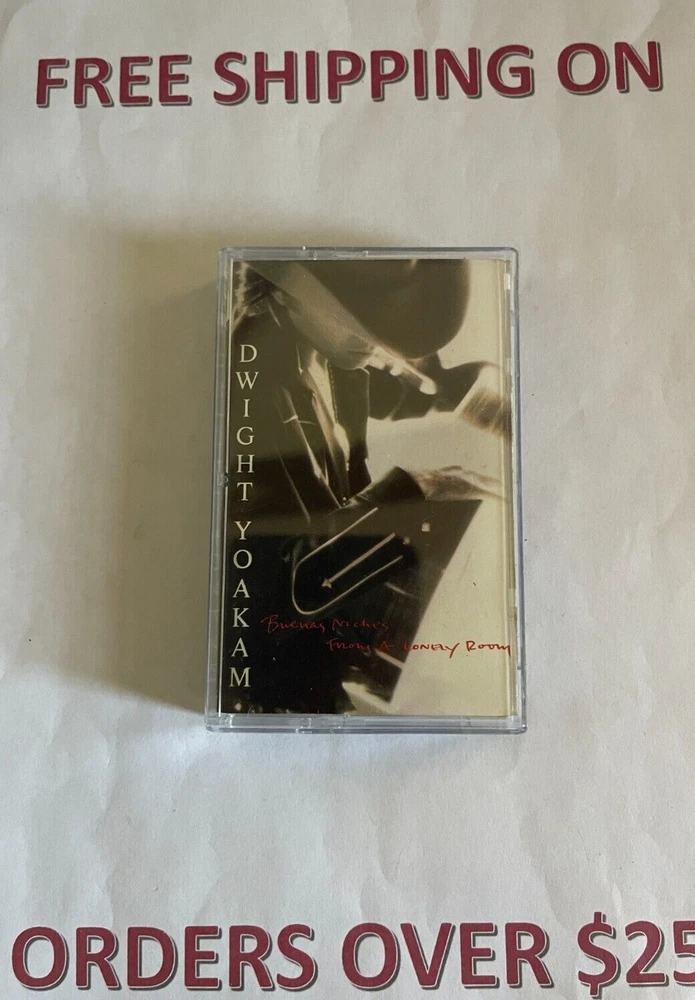 FREE SHIPPING ON
DWIGHT YOAKAM
Buenas Noches
From A Lonely Room
ORDERS OVER $25